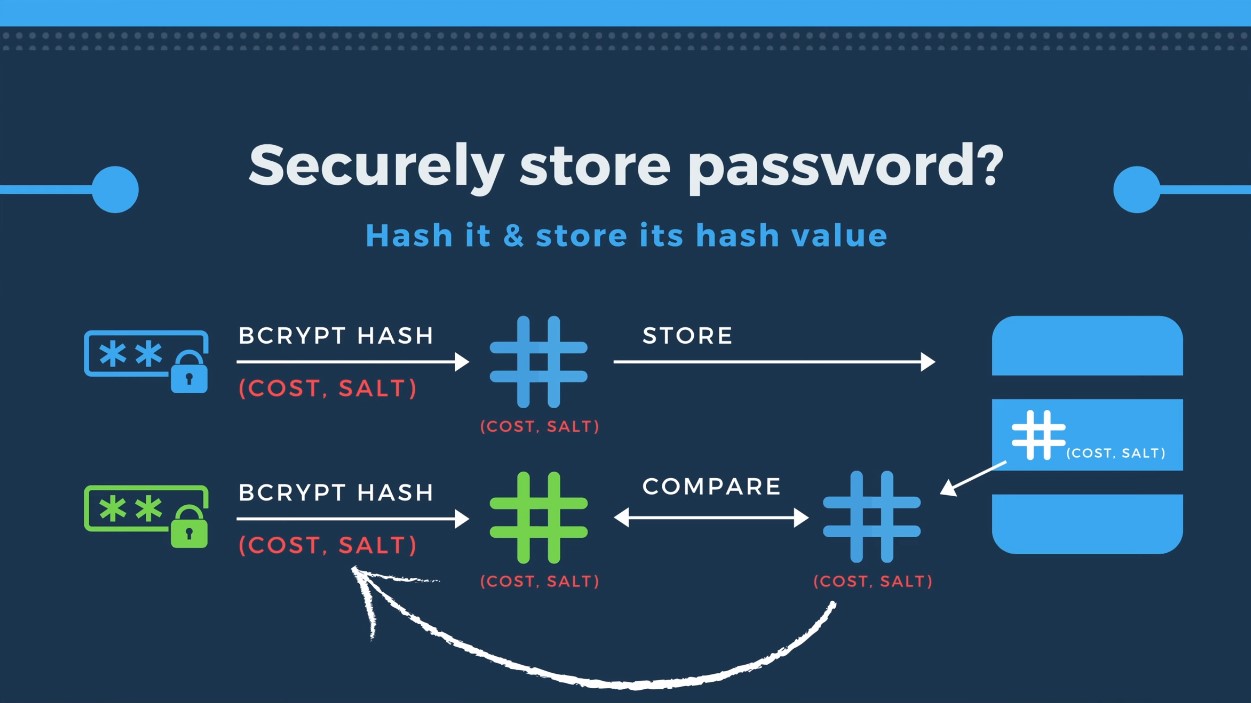 Securely store password?
Hash it & store its hash value
** BCRYPT HASH # STORE
(COST, SALT)
(COST, SALT)
# (COST, SALT)
** BCRYPT HASH # COMPARE #
(COST, SALT)
(COST, SALT)
(COST, SALT)